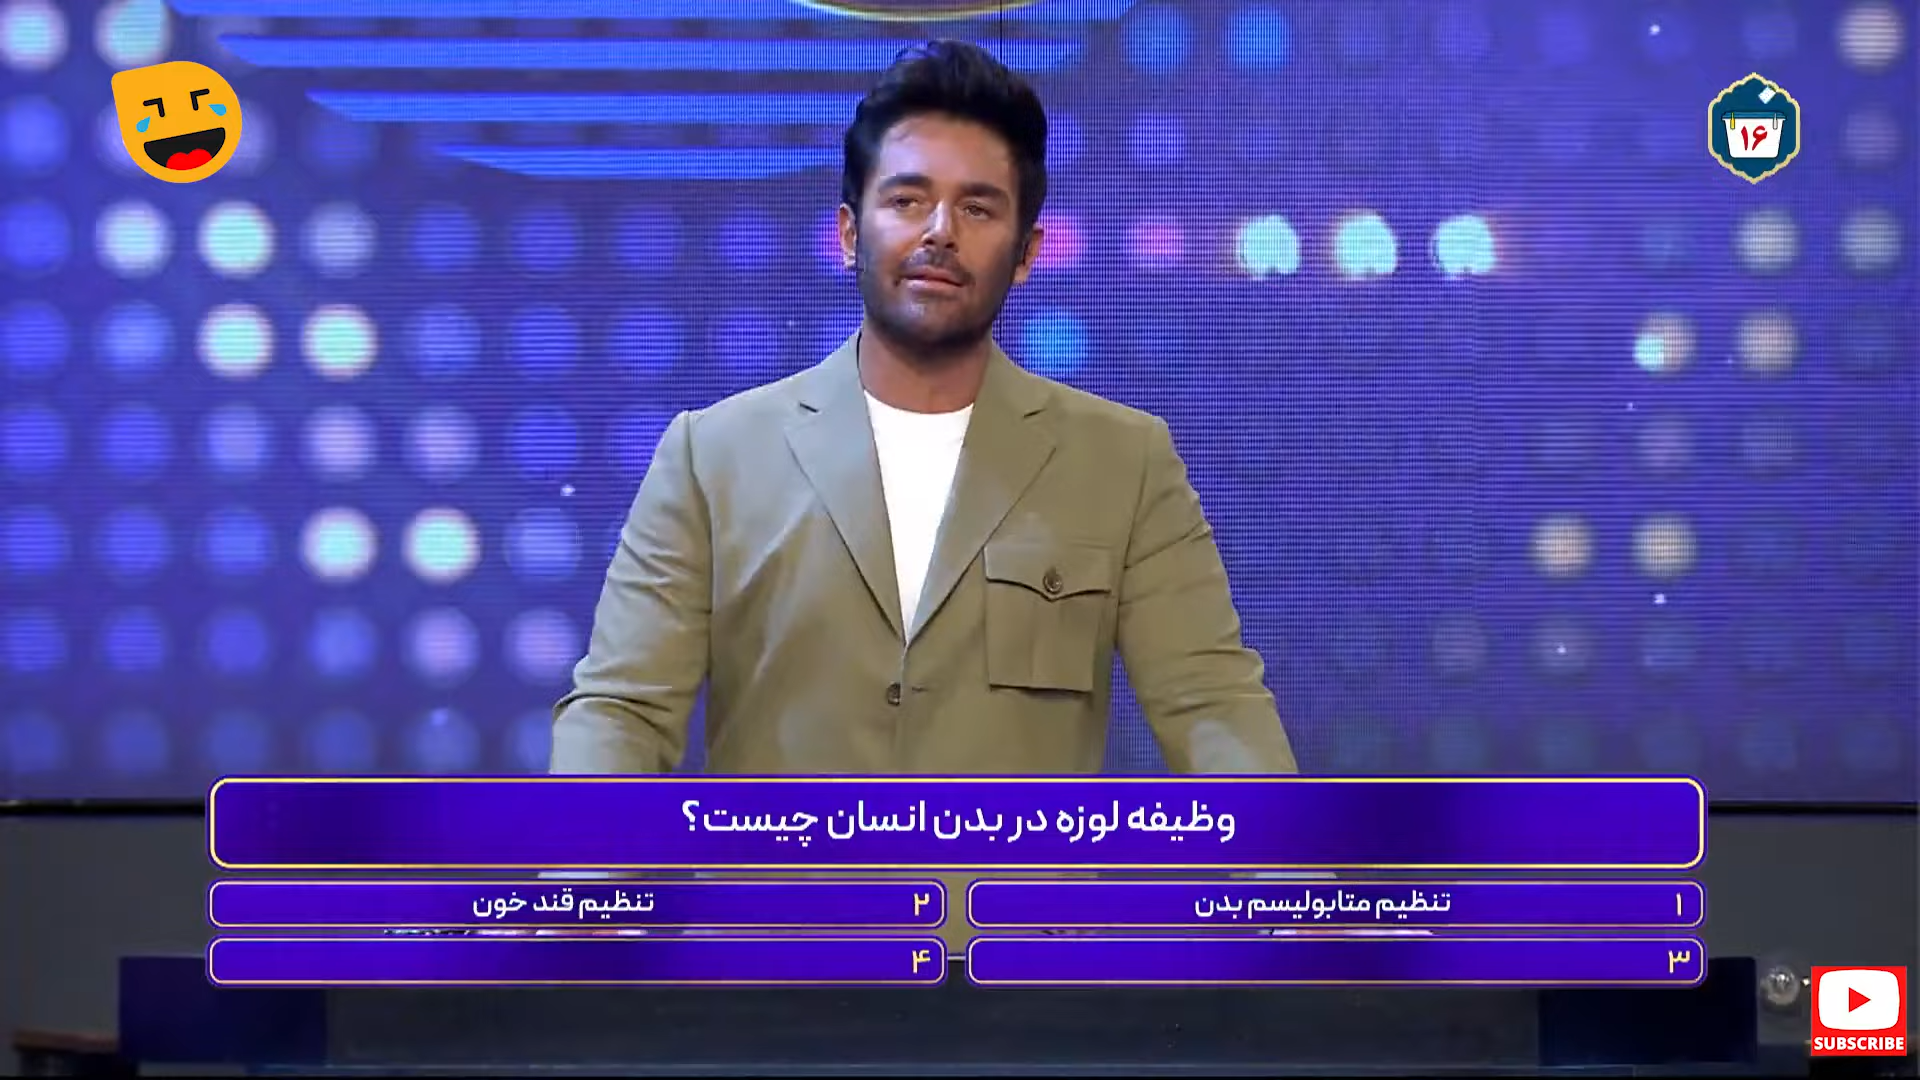 ۱۶
وظیفه لوزه در بدن انسان چیست؟
۱ تنظیم متابولیسم بدن
۲ تنظیم قند خون
۳
۴
SUBSCRIBE